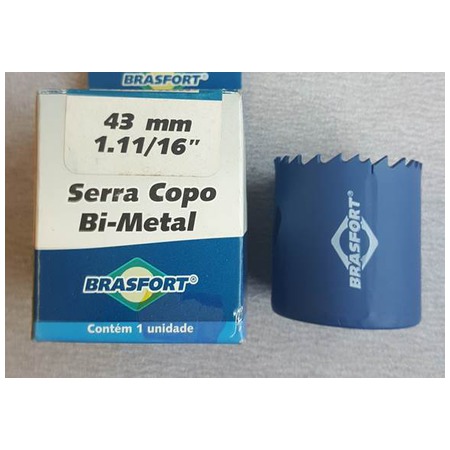 BRASFORT®
43 mm
1.11/16"
Serra Copo
Bi-Metal
BRASFORT®
Contém 1 unidade
BRASFORT®